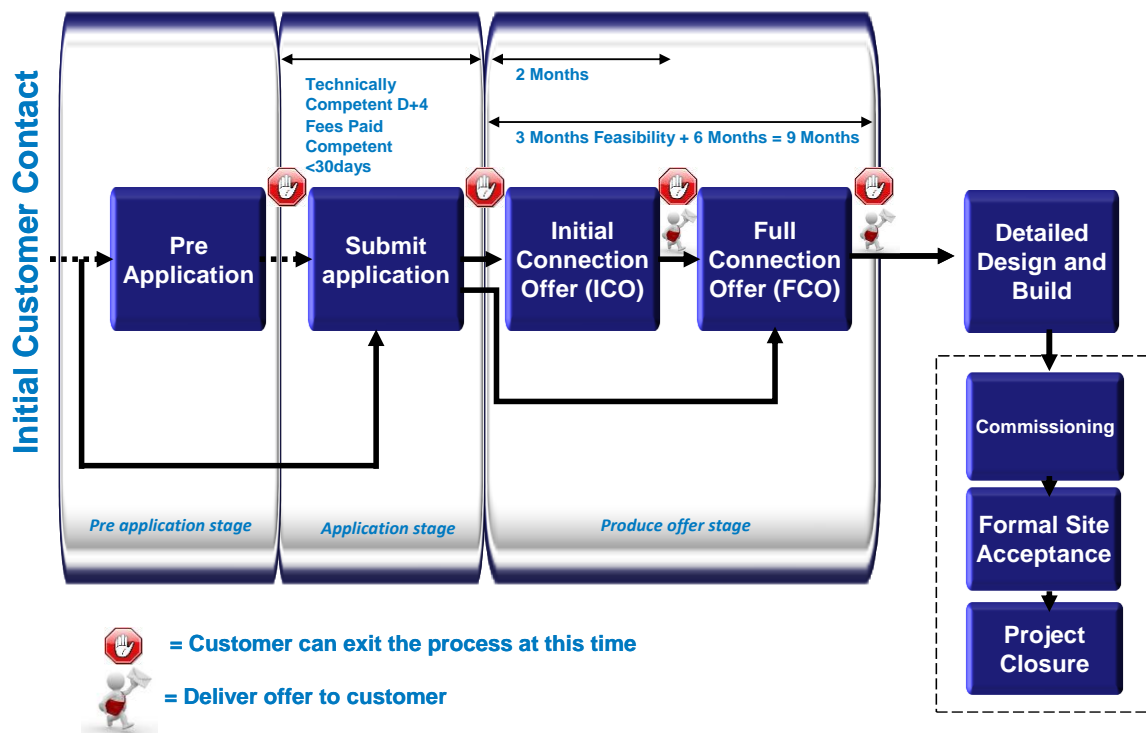 Initial Customer Contact
2 Months
Technically
Competent D+4
Fees Paid
Competent
<30days
3 Months Feasibility + 6 Months = 9 Months
Pre
Application
Submit
application
Initial
Connection
Offer (ICO)
Full
Connection
Offer (FCO)
Detailed
Design and
Build
Commissioning
Formal Site
Acceptance
Project
Closure
Pre application stage
Application stage
Produce offer stage
= Customer can exit the process at this time
= Deliver offer to customer